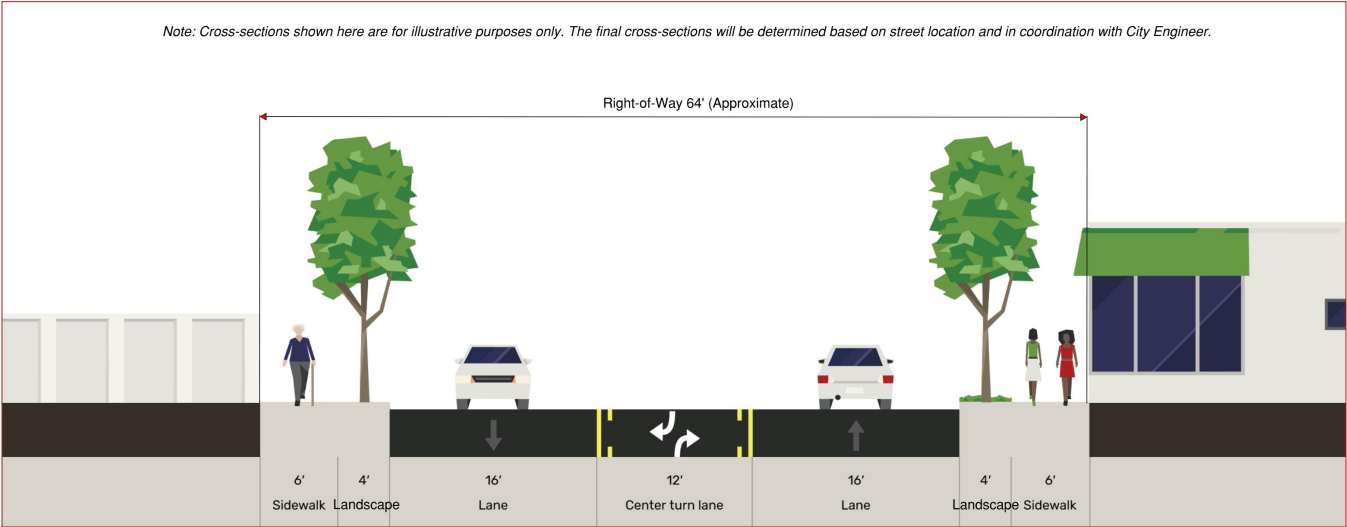 Note: Cross-sections shown here are for illustrative purposes only. The final cross-sections will be determined based on street location and in coordination with City Engineer.
Right-of-Way 64' (Approximate)
6’ 4’ 16’ 12’ 16’ 4’ 6’
Sidewalk Landscape Lane Center turn lane Lane Landscape Sidewalk